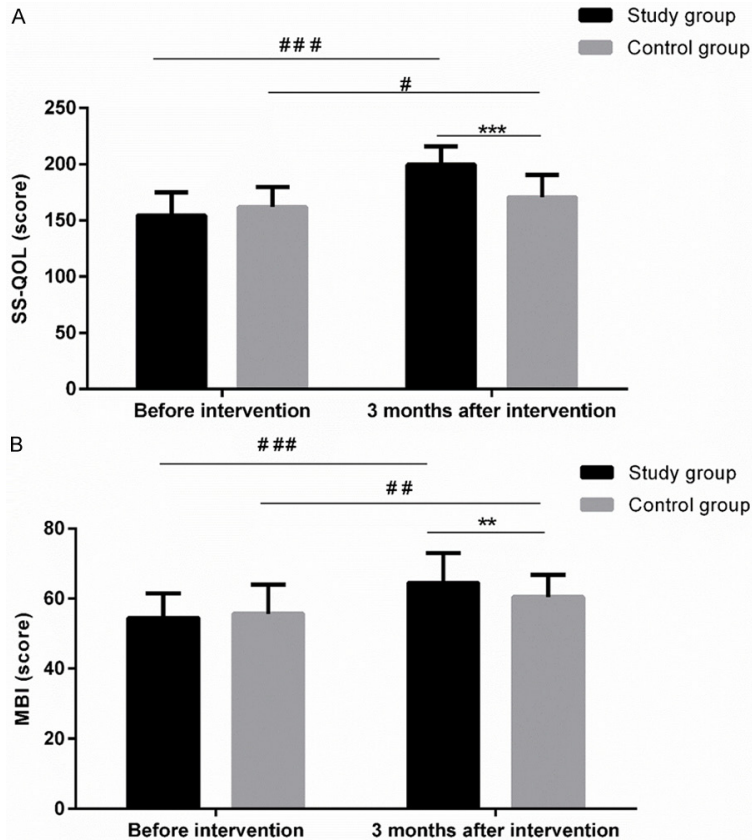 A
Study group
Control group
# # #
#
***
250
200
150
100
50
0
SS-QOL (score)
Before intervention
3 months after intervention
B
Study group
Control group
# ##
# #
**
80
60
40
20
0
MBI (score)
Before intervention
3 months after intervention